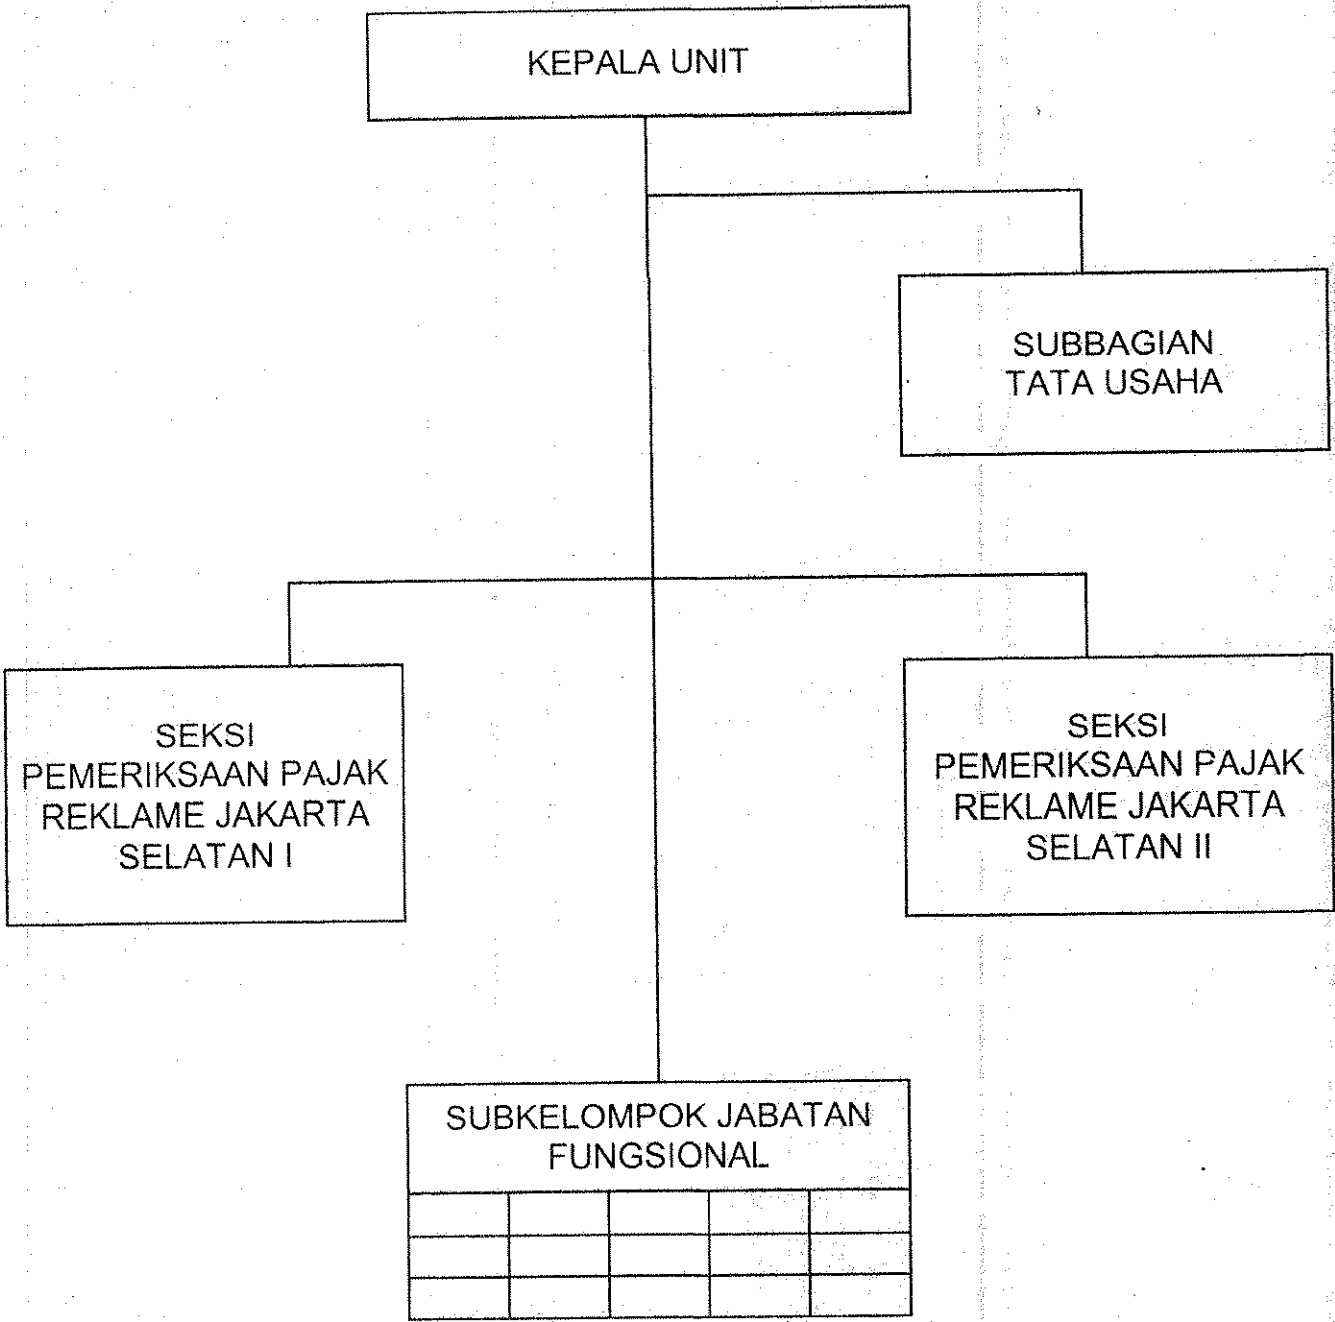 KEPALA UNIT
SUBBAGIAN
TATA USAHA
SEKSI
PEMERIKSAAN PAJAK
REKLAME JAKARTA
SELATAN I
SEKSI
PEMERIKSAAN PAJAK
REKLAME JAKARTA
SELATAN II
SUBKELOMPOK JABATAN
FUNGSIONAL